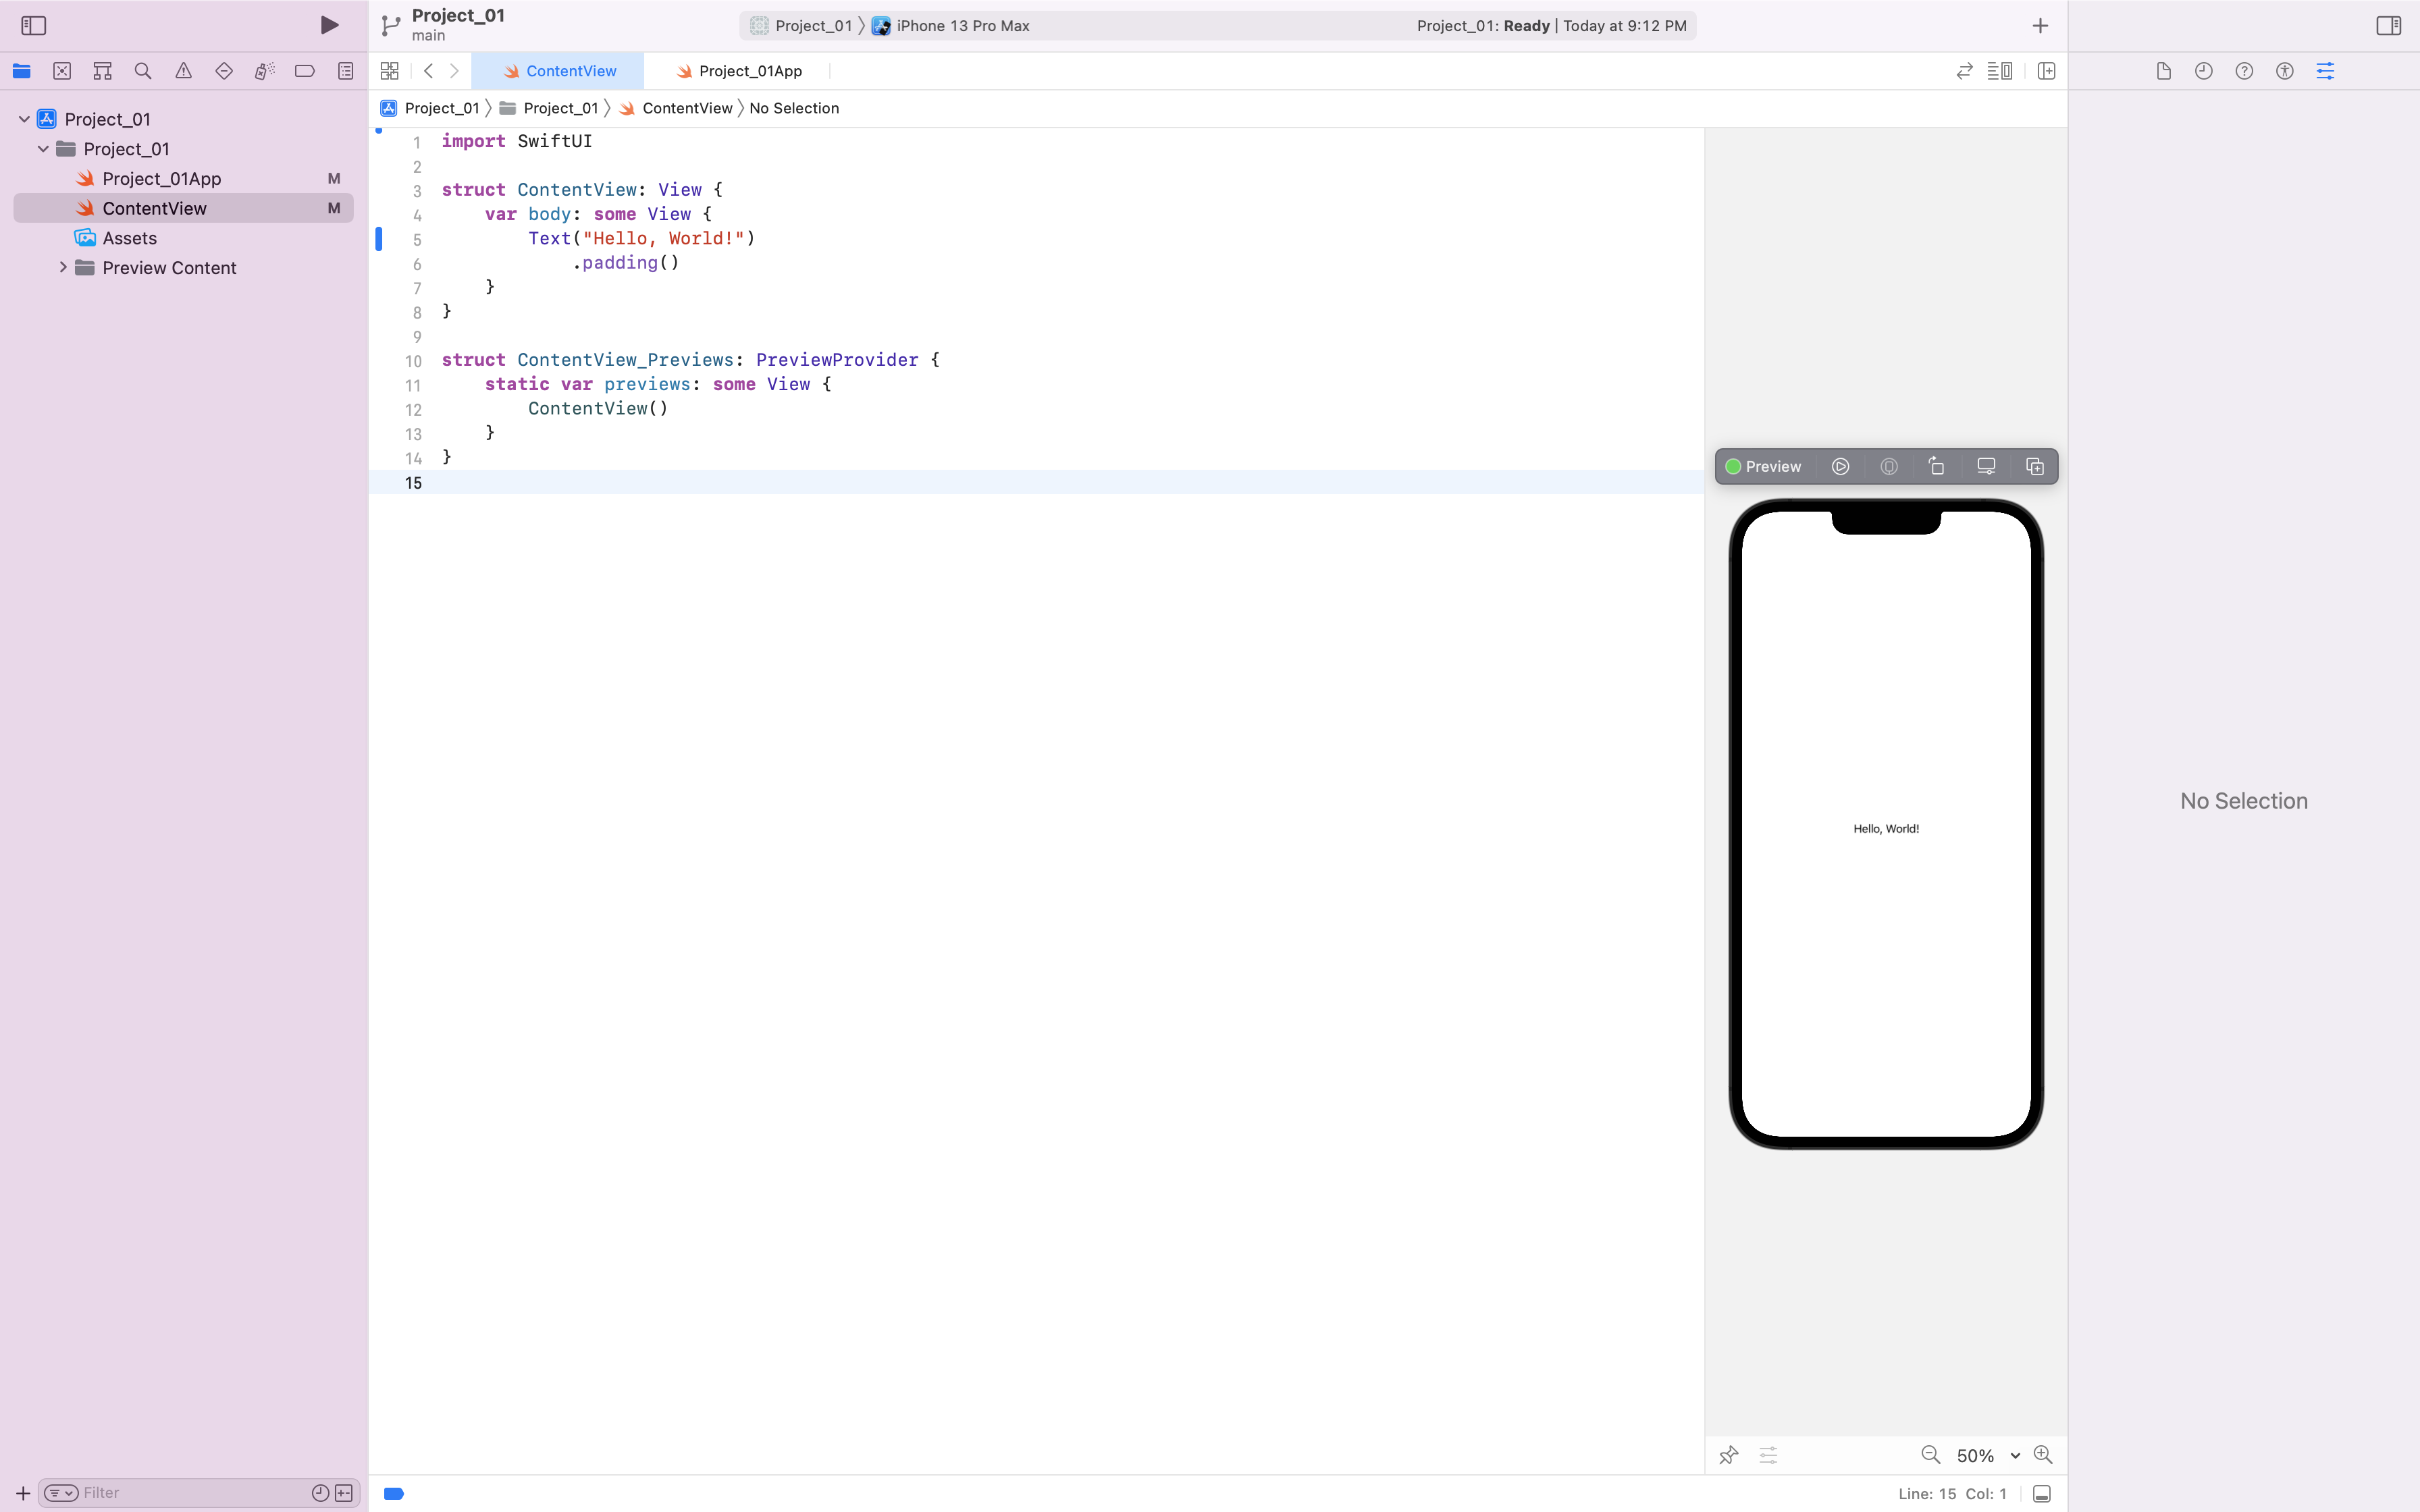 Project_01
main
Project_01 iPhone 13 Pro Max
Project_01: Ready | Today at 9:12 PM
ContentView
Project_01App
Project_01 Project_01 ContentView No Selection
Project_01
Project_01
Project_01App M
ContentView M
Assets
Preview Content
1 import SwiftUI
2
3 struct ContentView: View {
4 var body: some View {
5 Text("Hello, World!")
6 .padding()
7 }
8 }
9
10 struct ContentView_Previews: PreviewProvider {
11 static var previews: some View {
12 ContentView()
13 }
14 }
15
Preview
Hello, World!
No Selection
50%
Filter
Line: 15 Col: 1